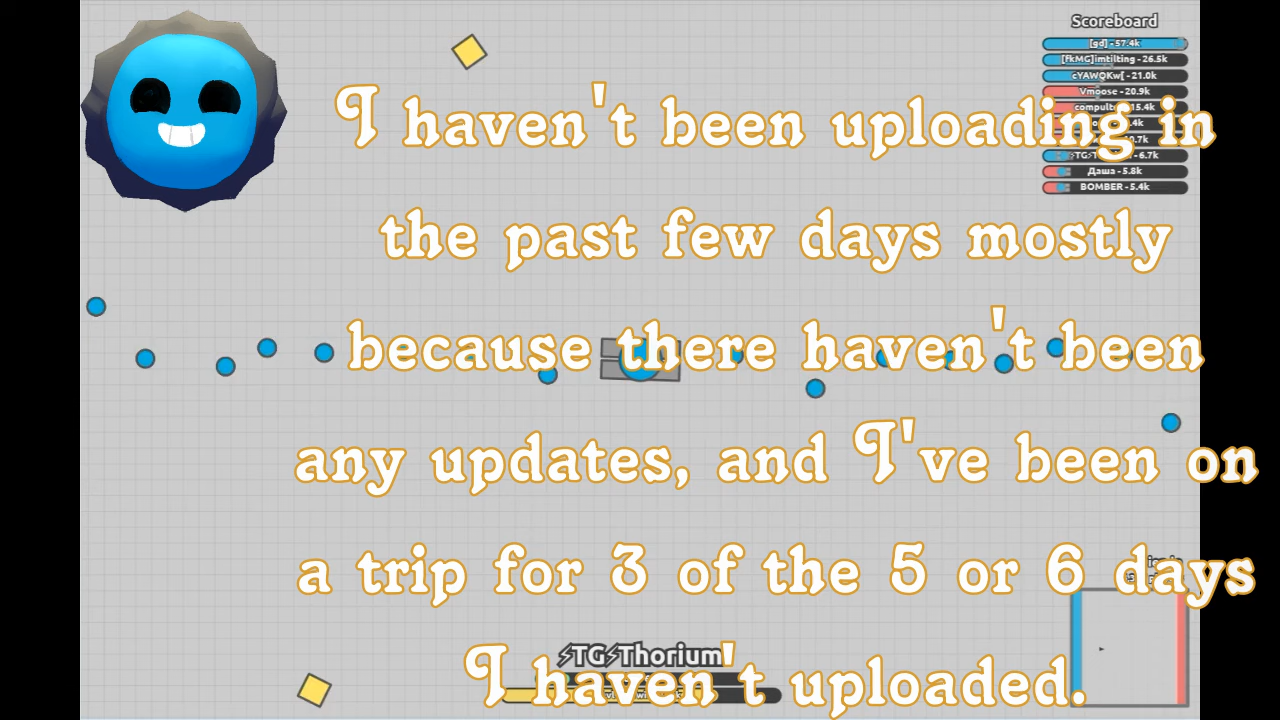 Scoreboard
[gd] - 57.4k
[fkMG]imtilting - 26.5k
cYAWQKw[ - 21.0k
Vmoose - 20.9k
Даша - 5.8k
BOMBER - 5.4k
I haven't been uploading in
the past few days mostly
because there haven't been
any updates, and I've been on
a trip for 3 of the 5 or 6 days
I haven't uploaded.
⚡TG⚡Thorium